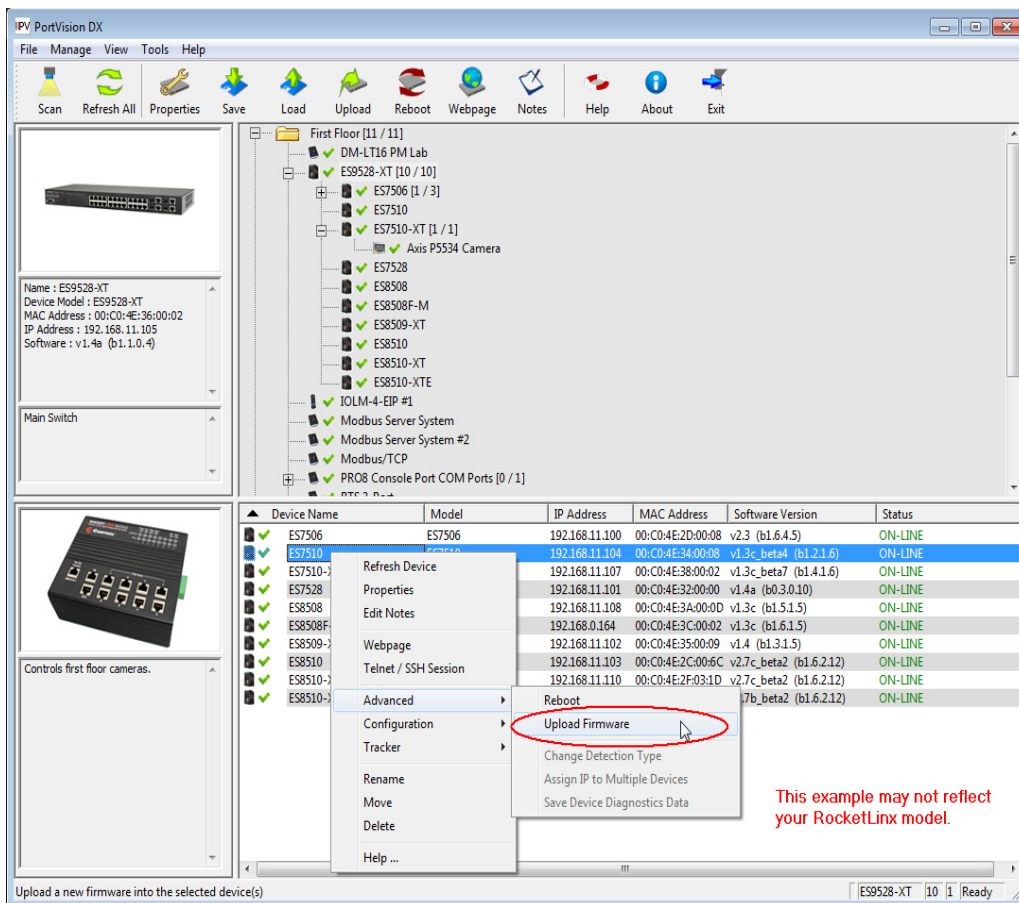 IPV PortVision DX
File Manage View Tools Help
Scan Refresh All Properties Save Load Upload Reboot Webpage Notes Help About Exit
First Floor [11 / 11]
DM-LT16 PM Lab
ES9528-XT [10 / 10]
ES7506 [1 / 3]
ES7510
ES7510-XT [1 / 1]
Axis P5534 Camera
ES7528
ES8508
ES8508F-M
ES8509-XT
ES8510
ES8510-XT
ES8510-XTE
IOLM-4-EIP #1
Modbus Server System
Modbus Server System #2
Modbus/TCP
PRO8 Console Port COM Ports [0 / 1]
Name : ES9528-XT
Device Model : ES9528-XT
MAC Address : 00:C0:4E:36:00:02
IP Address : 192.168.11.105
Software : v1.4a (b1.1.0.4)
Main Switch
Device Name Model IP Address MAC Address Software Version Status
ES7506 ES7506 192.168.11.100 00:C0:4E:2D:00:08 v2.3 (b1.6.4.5) ON-LINE
ES7510 192.168.11.104 00:C0:4E:34:00:08 v1.3c_beta4 (b1.2.1.6) ON-LINE
ES7510-X 192.168.11.107 00:C0:4E:38:00:02 v1.3c_beta7 (b1.4.1.6) ON-LINE
ES7528 192.168.11.101 00:C0:4E:32:00:00 v1.4a (b0.3.0.10) ON-LINE
ES8508 192.168.11.108 00:C0:4E:3A:00:0D v1.3c (b1.5.1.5) ON-LINE
ES8508F- 192.168.0.164 00:C0:4E:3C:00:02 v1.3c (b1.6.1.5) ON-LINE
ES8509-X 192.168.11.102 00:C0:4E:35:00:09 v1.4 (b1.3.1.5) ON-LINE
ES8510 192.168.11.103 00:C0:4E:2C:00:6C v2.7c_beta2 (b1.6.2.12) ON-LINE
ES8510-X 192.168.11.110 00:C0:4E:2F:03:1D v2.7c_beta2 (b1.6.2.12) ON-LINE
ES8510-X .7b_beta2 (b1.6.2.12) ON-LINE
Controls first floor cameras.
Refresh Device
Properties
Edit Notes
Webpage
Telnet / SSH Session
Advanced
Configuration
Tracker
Rename
Move
Delete
Help ...
Reboot
Upload Firmware
Change Detection Type
Assign IP to Multiple Devices
Save Device Diagnostics Data
This example may not reflect
your RocketLinx model.
Upload a new firmware into the selected device(s) ES9528-XT 10 1 Ready